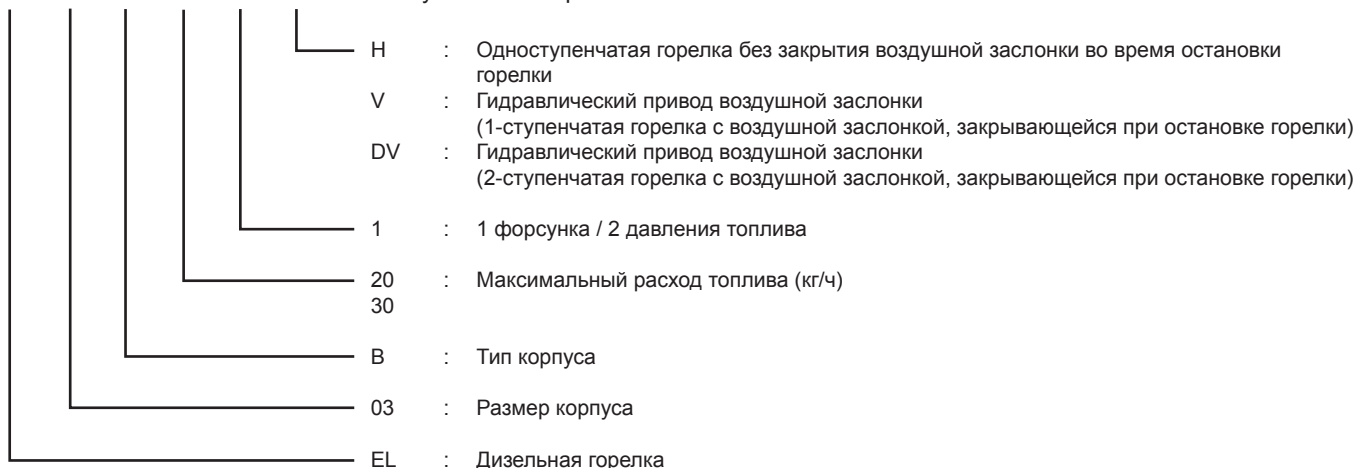 H : Одноступенчатая горелка без закрытия воздушной заслонки во время остановки
горелки
V : Гидравлический привод воздушной заслонки
(1-ступенчатая горелка с воздушной заслонкой, закрывающейся при остановке горелки)
DV : Гидравлический привод воздушной заслонки
(2-ступенчатая горелка с воздушной заслонкой, закрывающейся при остановке горелки)
1 : 1 форсунка / 2 давления топлива
20 : Максимальный расход топлива (кг/ч)
30
B : Тип корпуса
03 : Размер корпуса
EL : Дизельная горелка